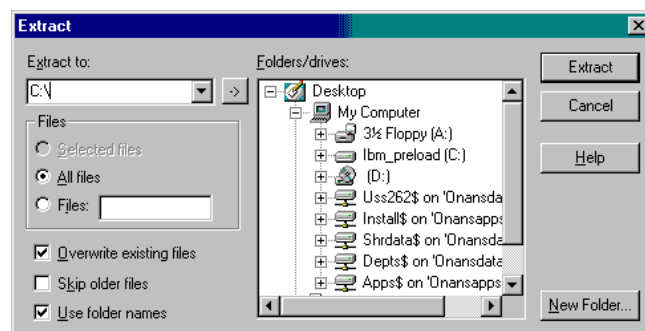 Extract
Extract to:
C:\
->
Files
Selected files
All files
Files:
Overwrite existing files
Skip older files
Use folder names
Folders/drives:
Desktop
My Computer
3½ Floppy (A:)
Ibm_preload (C:)
(D:)
Uss262$ on 'Onansda
Install$ on 'Onansapps
Shrdata$ on 'Onansda
Depts$ on 'Onansdata
Apps$ on 'Onansapps
Extract
Cancel
Help
New Folder...